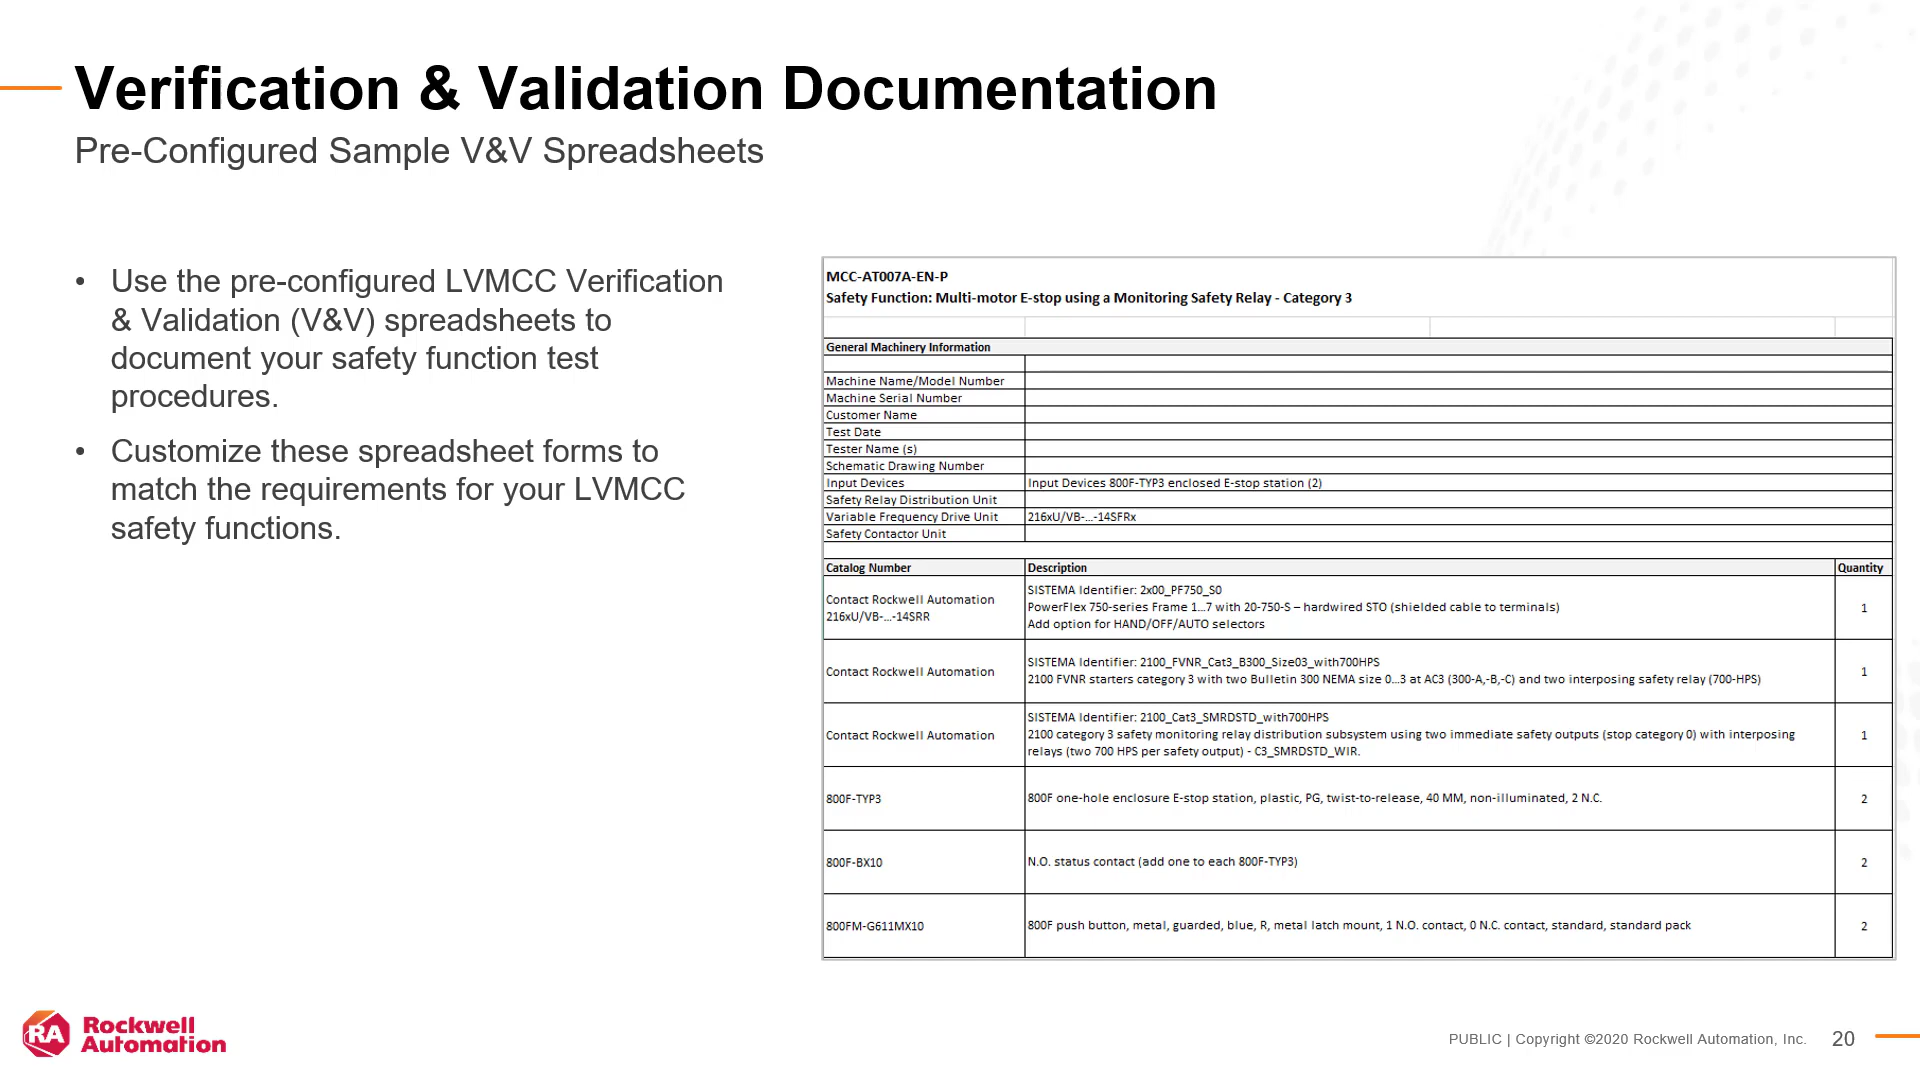 Verification & Validation Documentation
Pre-Configured Sample V&V Spreadsheets
• Use the pre-configured LVMCC Verification
& Validation (V&V) spreadsheets to
document your safety function test
procedures.
• Customize these spreadsheet forms to
match the requirements for your LVMCC
safety functions.
MCC-AT007A-EN-P
Safety Function: Multi-motor E-stop using a Monitoring Safety Relay - Category 3
General Machinery Information
Machine Name/Model Number
Machine Serial Number
Customer Name
Test Date
Tester Name (s)
Schematic Drawing Number
Input Devices Input Devices 800F-TYP3 enclosed E-stop station (2)
Safety Relay Distribution Unit
Variable Frequency Drive Unit 216xU/VB-...-14SFRx
Safety Contactor Unit
Catalog Number Description Quantity
Contact Rockwell Automation
216xU/VB-...-14SRR
SISTEMA Identifier: 2x00_PF750_S0
PowerFlex 750-series Frame 1...7 with 20-750-S – hardwired STO (shielded cable to terminals)
Add option for HAND/OFF/AUTO selectors
1
Contact Rockwell Automation
SISTEMA Identifier: 2100_FVNR_Cat3_B300_Size03_with700HPS
2100 FVNR starters category 3 with two Bulletin 300 NEMA size 0...3 at AC3 (300-A,-B,-C) and two interposing safety relay (700-HPS)
1
Contact Rockwell Automation
SISTEMA Identifier: 2100_Cat3_SMRDSTD_with700HPS
2100 category 3 safety monitoring relay distribution subsystem using two immediate safety outputs (stop category 0) with interposing
relays (two 700 HPS per safety output) - C3_SMRDSTD_WIR.
1
800F-TYP3 800F one-hole enclosure E-stop station, plastic, PG, twist-to-release, 40 MM, non-illuminated, 2 N.C. 2
800F-BX10 N.O. status contact (add one to each 800F-TYP3) 2
800FM-G611MX10 800F push button, metal, guarded, blue, R, metal latch mount, 1 N.O. contact, 0 N.C. contact, standard, standard pack 2
RA Rockwell
Automation
PUBLIC | Copyright ©2020 Rockwell Automation, Inc. 20